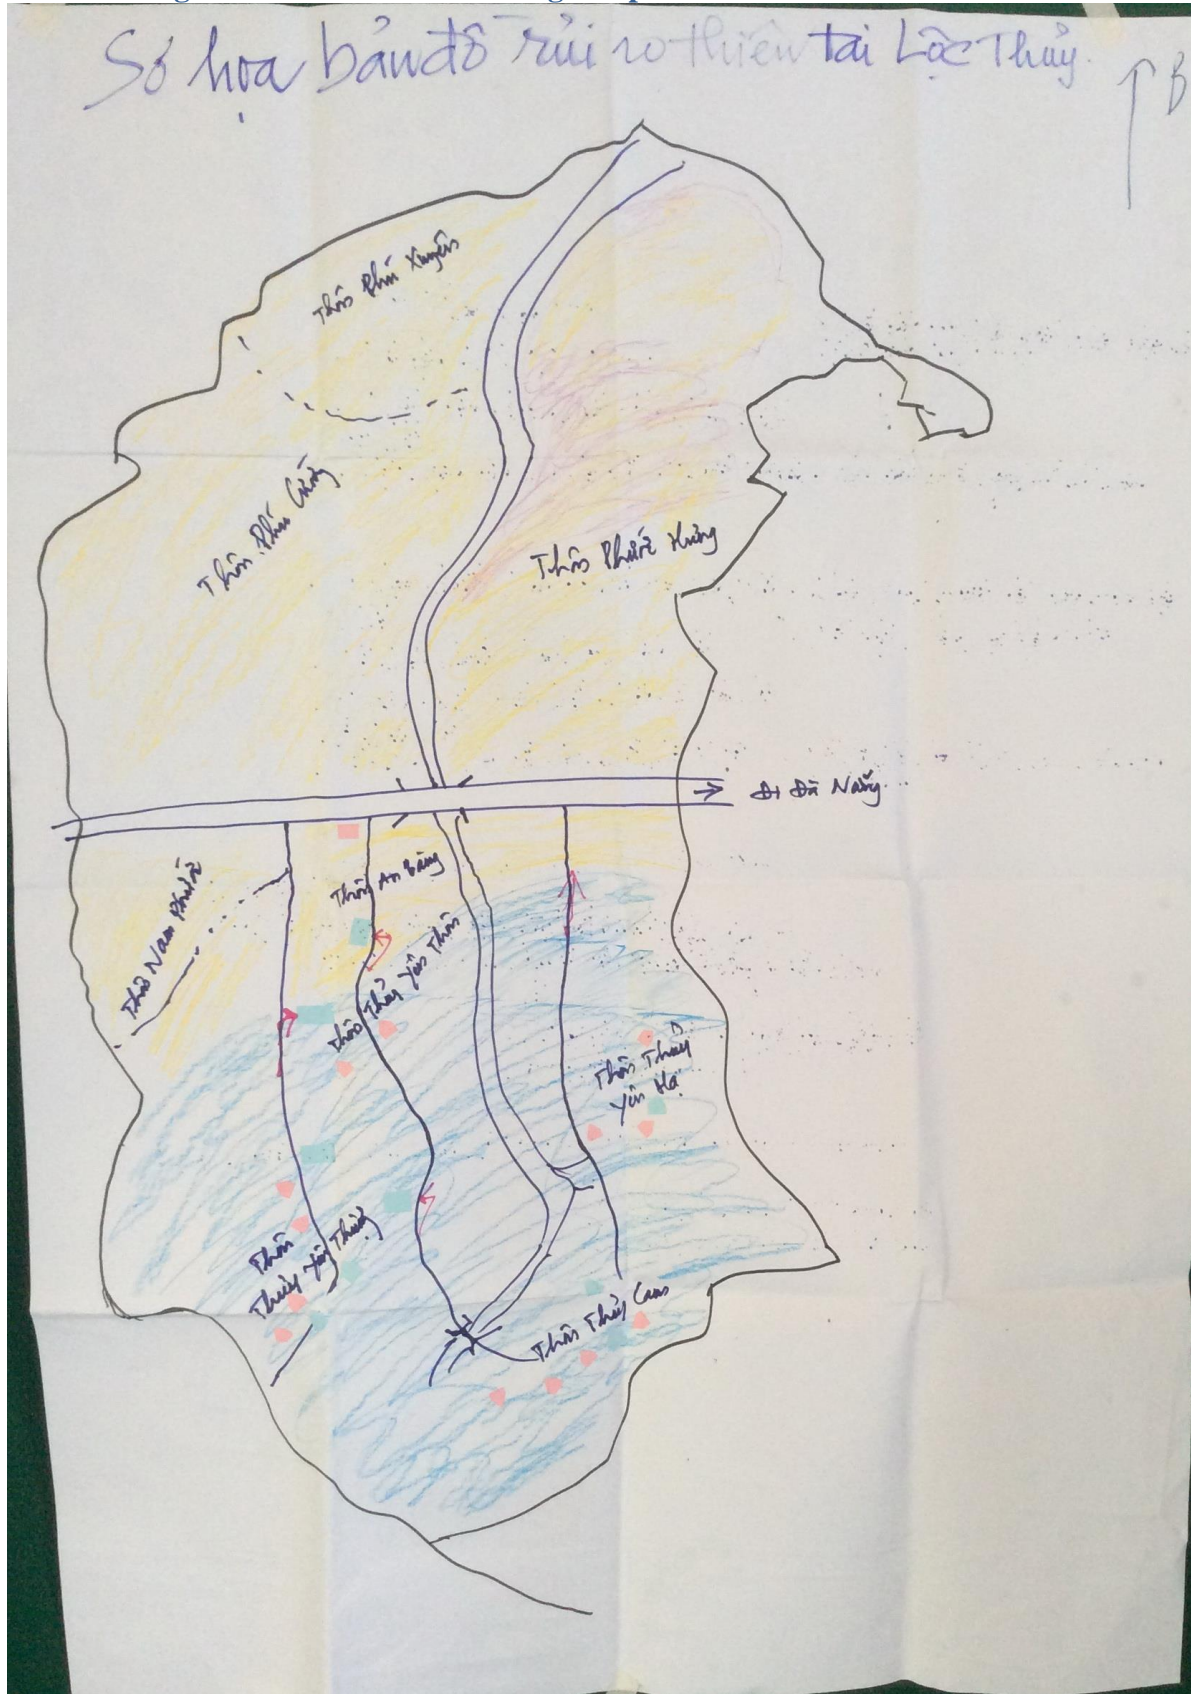 Sơ họa bản đồ rủi ro thiên tai Lộc Thủy
B
Thôn Phú Xuyên
Thôn Phú Cường
Thôn Phước Hưng
Đi Đà Nẵng
Thôn Nam Phước
Thôn An Bàng
Thôn Thủy Yên Thôn
Thôn Thủy
Yên Hạ
Thôn
Thủy Yên Thượng
Thôn Thủy Cam